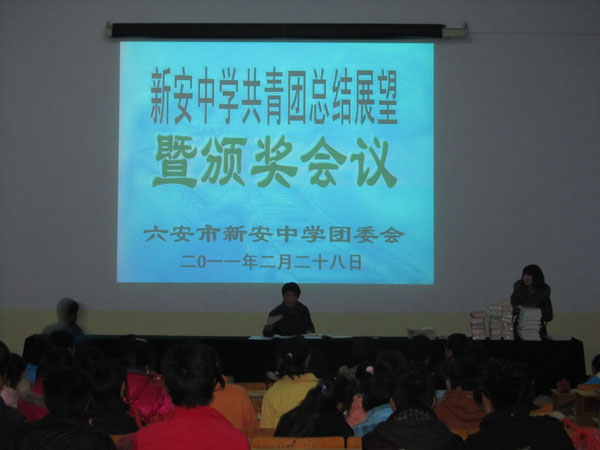 新安中学共青团总结展望
暨颁奖会议
六安市新安中学团委会
二0一一年二月二十八日